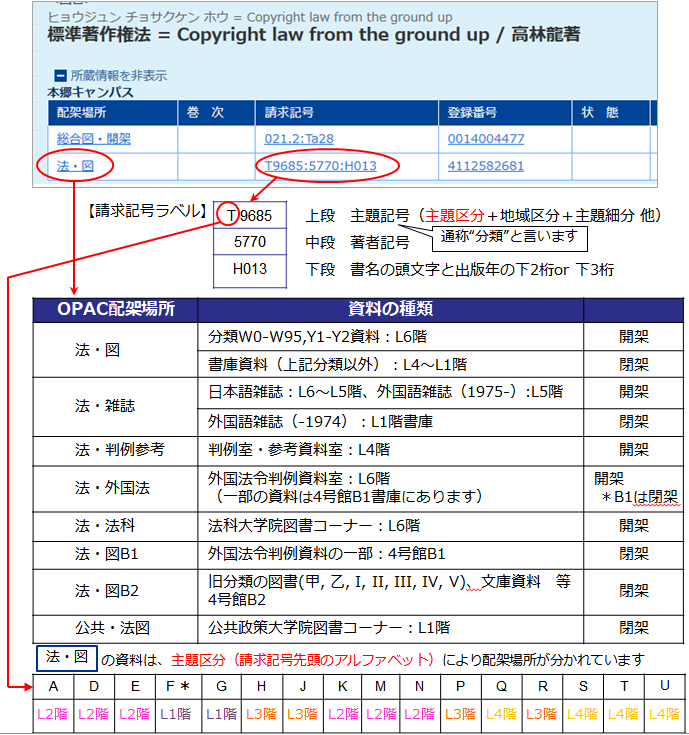 ヒョウジュン チョサクケン ホウ = Copyright law from the ground up
標準著作権法 = Copyright law from the ground up / 高林龍著
所蔵情報を非表示
本郷キャンパス
配架場所 巻 次 請求記号 登録番号 状 態
総合図・開架 021.2:Ta28 0014004477
法・図 T9685:5770:H013 4112582681
【請求記号ラベル】 T9685 上段 主題記号（主題区分＋地域区分＋主題細分 他）
通称“分類”と言います
5770 中段 著者記号
H013 下段 書名の頭文字と出版年の下2桁or 下3桁
OPAC配架場所 資料の種類
法・図 分類W0-W95,Y1-Y2資料：L6階 開架
書庫資料（上記分類以外）：L4～L1階 閉架
法・雑誌 日本語雑誌：L6～L5階、外国語雑誌（1975-）:L5階 開架
外国語雑誌（-1974）：L1階書庫 閉架
法・判例参考 判例室・参考資料室：L4階 開架
法・外国法 外国法令判例資料室：L6階 開架
（一部の資料は4号館B1書庫にあります） ＊B1は閉架
法・法科 法科大学院図書コーナー：L6階 開架
法・図B1 外国法令判例資料の一部：4号館B1 閉架
法・図B2 旧分類の図書(甲, 乙, I, II, III, IV, V)、文庫資料 等 閉架
4号館B2
公共・法図 公共政策大学院図書コーナー：L1階 閉架
法・図 の資料は、主題区分（請求記号先頭のアルファベット）により配架場所が分かれています
A D E F＊ G H J K M N P Q R S T U
L2階 L2階 L2階 L1階 L1階 L3階 L3階 L2階 L2階 L2階 L3階 L4階 L3階 L4階 L4階 L4階